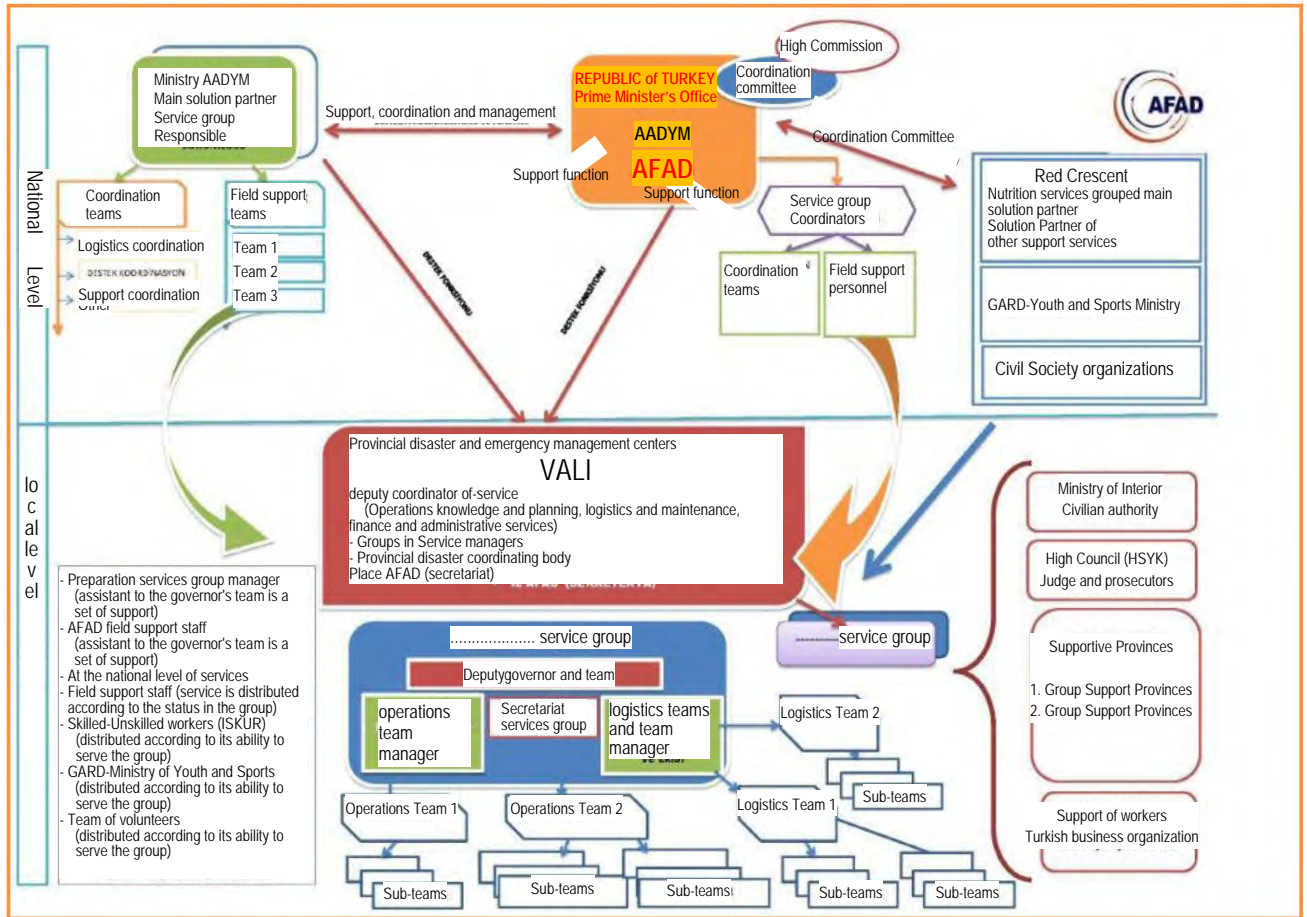 High Commission
Coordination
committee
REPUBLIC of TURKEY
Prime Minister's Office
AADYM
AFAD
Support function
Support function
Ministry AADYM
Main solution partner
Service group
Responsible
Support, coordination and management
Coordination Committee
AFAD
National Level
Coordination
teams
Logistics coordination
DESTEK KOORDİNASYON
Support coordination
Other
Field support
teams
Team 1
Team 2
Team 3
DESTEK FONKSİYONU
DESTEK FONKSİYONU
Service group
Coordinators
Coordination
teams
Field support
personnel
Red Crescent
Nutrition services grouped main
solution partner
Solution Partner of
other support services
GARD-Youth and Sports Ministry
Civil Society organizations
lo
c
al
le
v
el
Provincial disaster and emergency management centers
VALI
deputy coordinator of-service
(Operations knowledge and planning, logistics and maintenance,
finance and administrative services)
- Groups in Service managers
- Provincial disaster coordinating body
Place AFAD (secretariat)
- Preparation services group manager
(assistant to the governor's team is a
set of support)
- AFAD field support staff
(assistant to the governor's team is a
set of support)
- At the national level of services
- Field support staff (service is distributed
according to the status in the group)
- Skilled-Unskilled workers (ISKUR)
(distributed according to its ability to
serve the group)
- GARD-Ministry of Youth and Sports
(distributed according to its ability to
serve the group)
- Team of volunteers
(distributed according to its ability to
serve the group)
.................... service group
Deputygovernor and team
operations
team
manager
Secretariat
services group
logistics teams
and team
manager
service group
Logistics Team 2
Sub-teams
Operations Team 1
Operations Team 2
Logistics Team 1
Sub-teams
Sub-teams
Sub-teams
Sub-teams
Sub-teams
Ministry of Interior
Civilian authority
High Council (HSYK)
Judge and prosecutors
Supportive Provinces
1. Group Support Provinces
2. Group Support Provinces
Support of workers
Turkish business organization